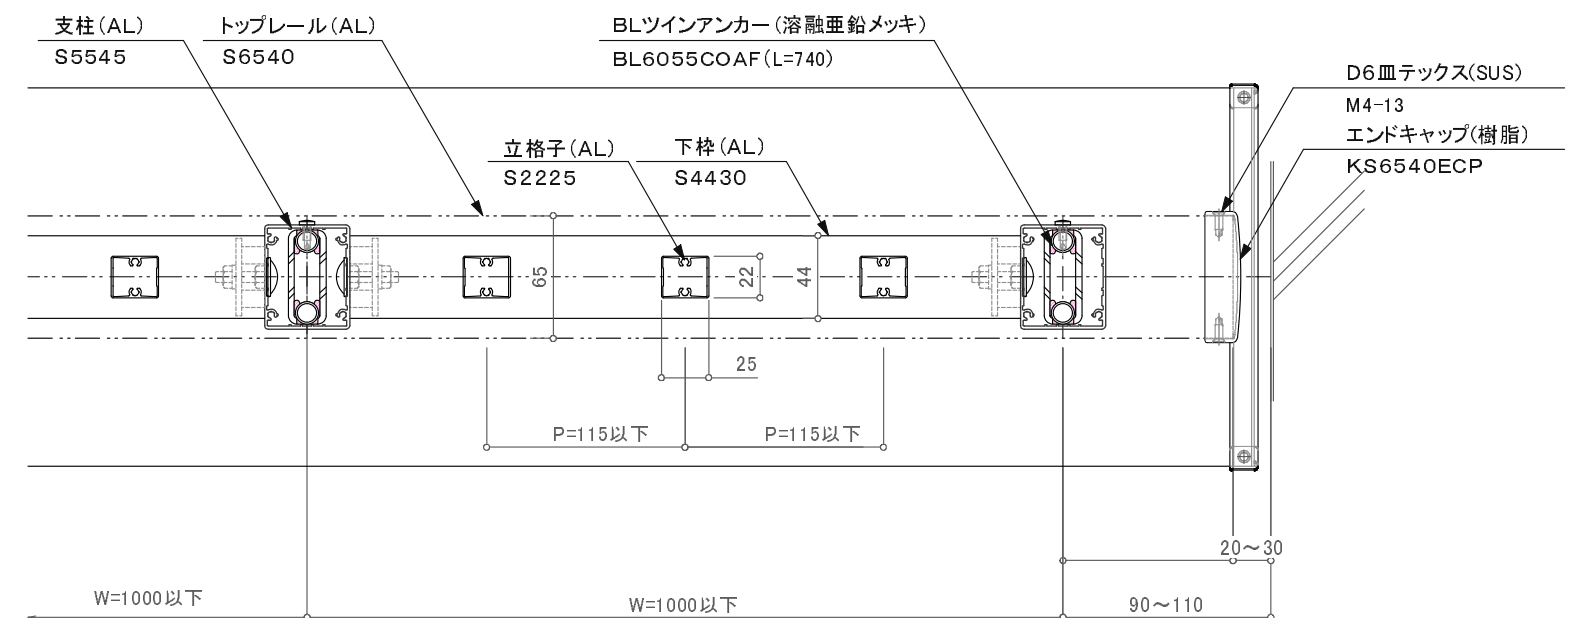 支柱(AL)
S5545
トップレール(AL)
S6540
BLツインアンカー(溶融亜鉛メッキ)
BL6055COAF(L=740)
D6皿テックス(SUS)
M4-13
エンドキャップ(樹脂)
KS6540ECP
立格子(AL)
S2225
下枠(AL)
S4430
65
22
44
25
P=115以下
P=115以下
20～30
W=1000以下
W=1000以下
90～110